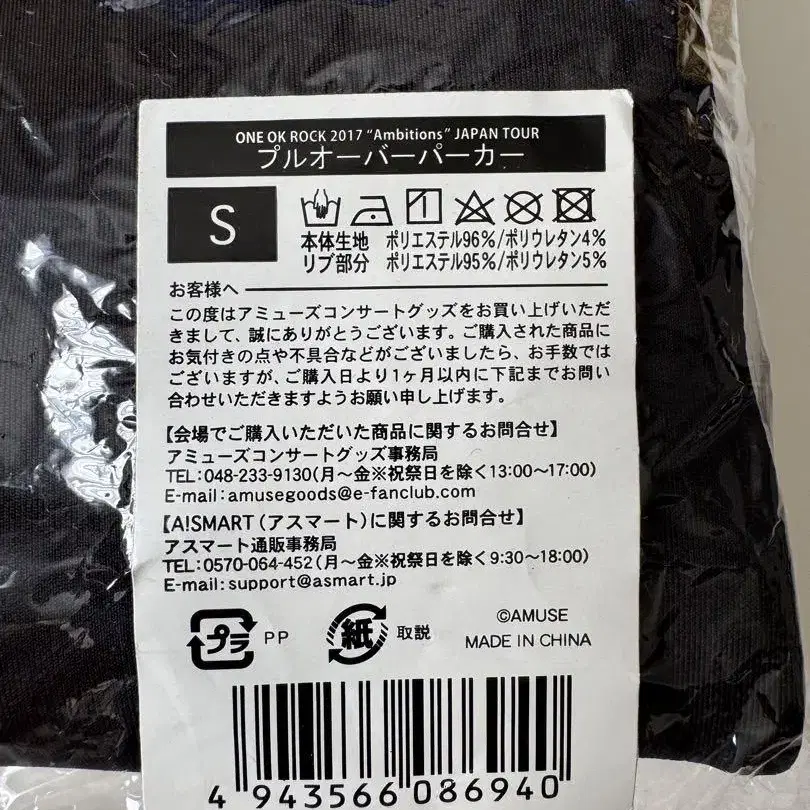 ONE OK ROCK 2017 “Ambitions” JAPAN TOUR
プルオーバーパーカー
S
本体生地 ポリエステル96%/ポリウレタン4%
リブ部分 ポリエステル95%/ポリウレタン5%
お客様へ
この度はアミューズコンサートグッズをお買い上げいただ
きまして、誠にありがとうございます。ご購入された商品に
お気付きの点や不具合などがございましたら、お手数では
ございますが、ご購入日より1ヶ月以内に下記までお問い
合わせいただきますようお願い申し上げます。
【会場でご購入いただいた商品に関するお問合せ】
アミューズコンサートグッズ事務局
TEL:048-233-9130(月〜金※祝祭日を除く13:00〜17:00)
E-mail:amusegoods@e-fanclub.com
【A!SMART(アスマート)に関するお問合せ】
アスマート通販事務局
TEL:0570-064-452(月〜金※祝祭日を除く9:30〜18:00)
E-mail:support@asmart.jp
プラ PP 紙 取説
©AMUSE
MADE IN CHINA
4 943566 086940